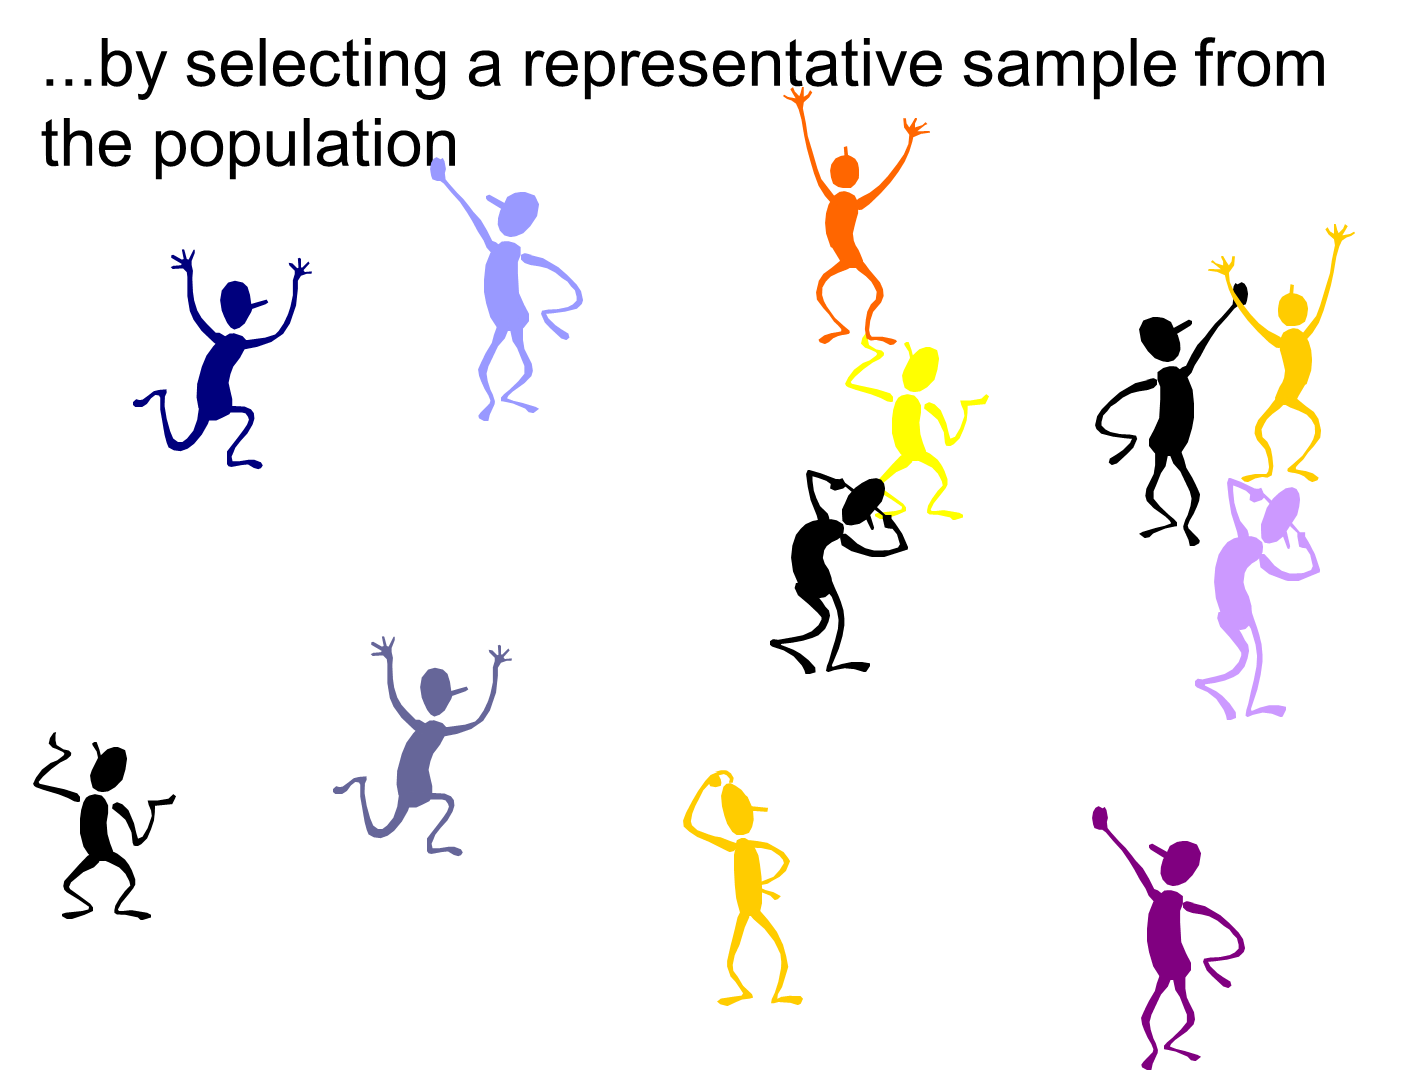 ...by selecting a representative sample from
the population